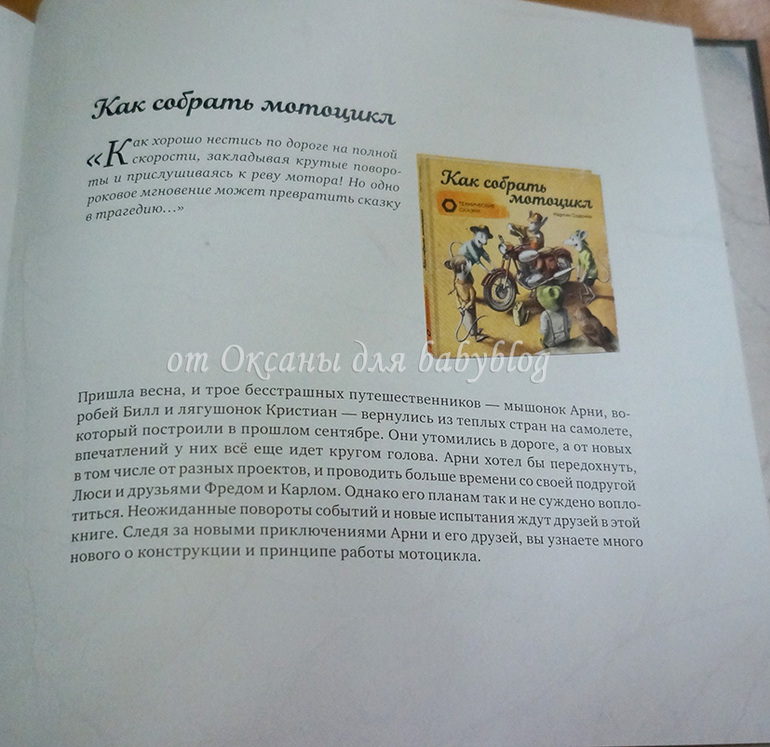 Как собрать мотоцикл
«Как хорошо нестись по дороге на полной
скорости, закладывая крутые поворо-
ты и прислушиваясь к реву мотора! Но одно
роковое мгновение может превратить сказку
в трагедию...»
Как собрать
мотоцикл
ТЕХНИЧЕСКИЕ
СКАЗКИ
Мартин Содомка
от Оксаны для babyblog
Пришла весна, и трое бесстрашных путешественников — мышонок Арни, во-
робей Билл и лягушонок Кристиан — вернулись из теплых стран на самолете,
который построили в прошлом сентябре. Они утомились в дороге, а от новых
впечатлений у них всё еще идет кругом голова. Арни хотел бы передохнуть,
в том числе от разных проектов, и проводить больше времени со своей подругой
Люси и друзьями Фредом и Карлом. Однако его планам так и не суждено вопло-
титься. Неожиданные повороты событий и новые испытания ждут друзей в этой
книге. Следя за новыми приключениями Арни и его друзей, вы узнаете много
нового о конструкции и принципе работы мотоцикла.